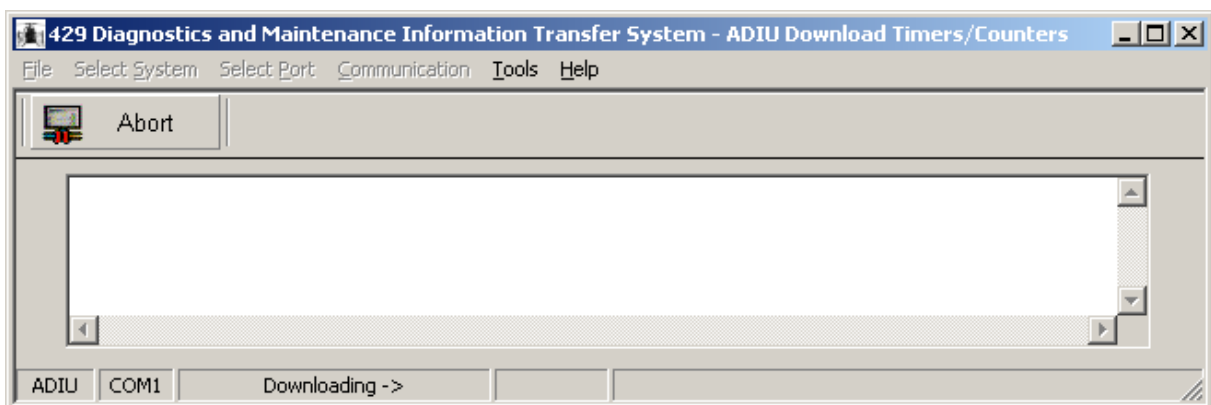 429 Diagnostics and Maintenance Information Transfer System - ADIU Download Timers/Counters
File Select System Select Port Communication Tools Help
Abort
ADIU COM1 Downloading ->